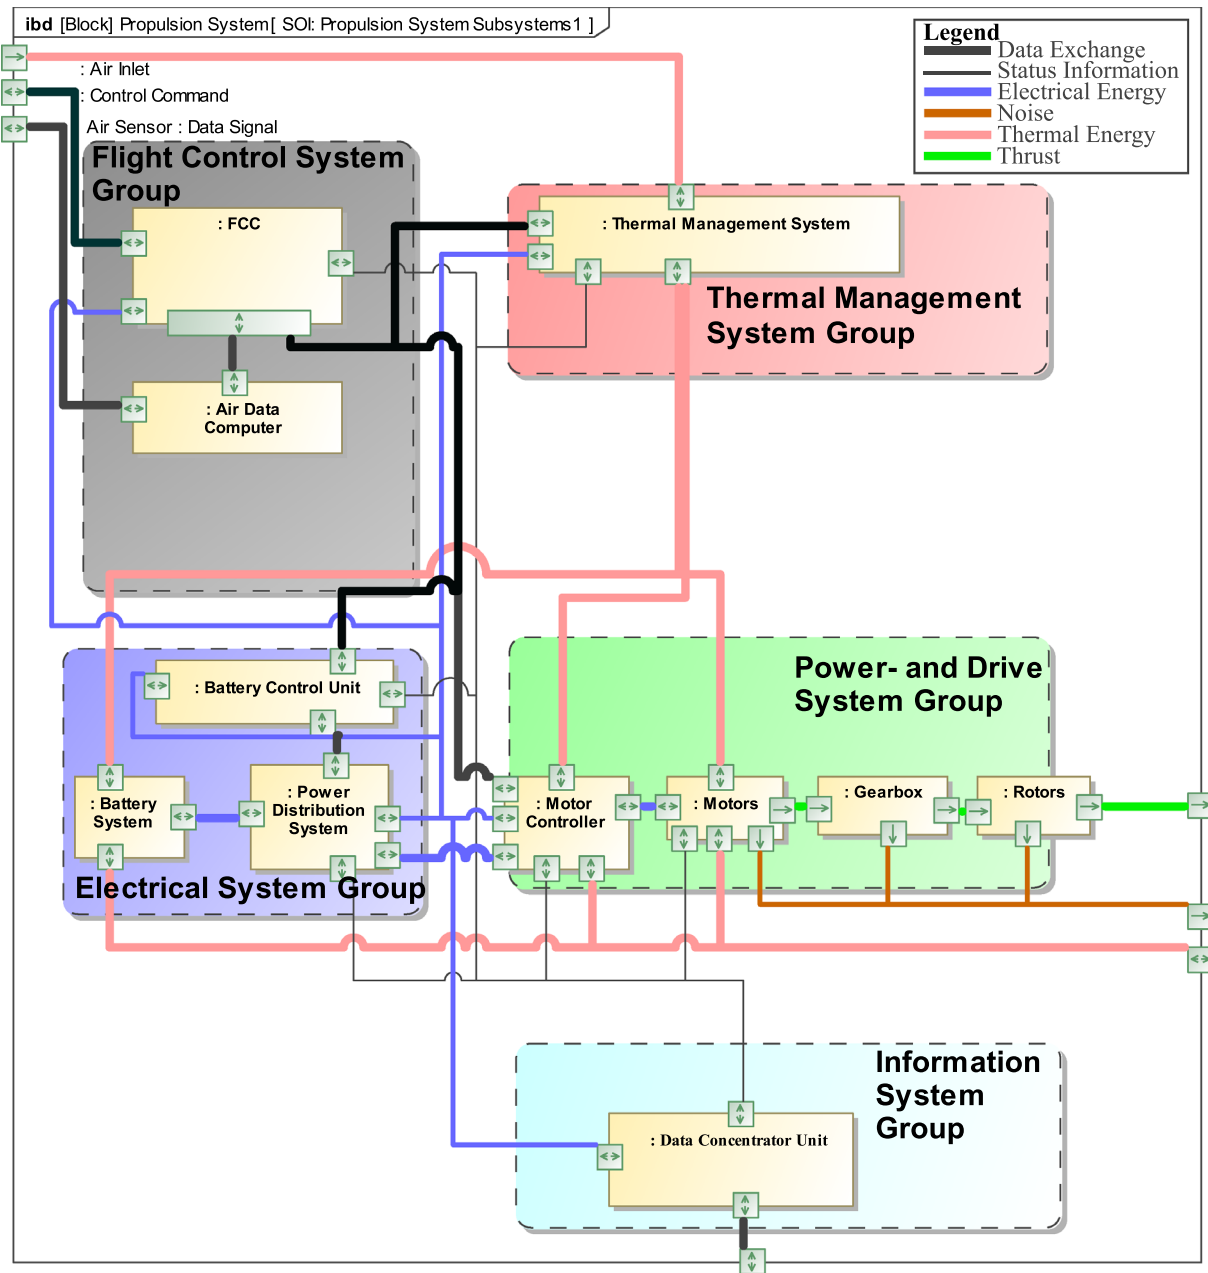 ibd [Block] Propulsion System[ SOI: Propulsion System Subsystems1 ]
Legend
Data Exchange
Status Information
Electrical Energy
Noise
Thermal Energy
Thrust
: Air Inlet
: Control Command
Air Sensor : Data Signal
Flight Control System
Group
: FCC
: Air Data
Computer
: Thermal Management System
Thermal Management
System Group
: Battery Control Unit
: Battery
System
: Power
Distribution
System
Electrical System Group
Power- and Drive
System Group
: Motor
Controller
: Motors
: Gearbox
: Rotors
Information
System
Group
: Data Concentrator Unit